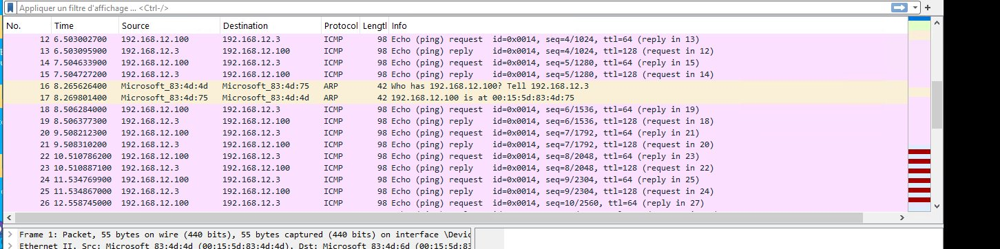 Appliquer un filtre d'affichage ... <Ctrl-/>
No. Time Source Destination Protocol Lengtl Info
12 6.503002700 192.168.12.100 192.168.12.3 ICMP 98 Echo (ping) request id=0x0014, seq=4/1024, ttl=64 (reply in 13)
13 6.503095900 192.168.12.3 192.168.12.100 ICMP 98 Echo (ping) reply id=0x0014, seq=4/1024, ttl=128 (request in 12)
14 7.504633900 192.168.12.100 192.168.12.3 ICMP 98 Echo (ping) request id=0x0014, seq=5/1280, ttl=64 (reply in 15)
15 7.504727200 192.168.12.3 192.168.12.100 ICMP 98 Echo (ping) reply id=0x0014, seq=5/1280, ttl=128 (request in 14)
16 8.265626400 Microsoft_83:4d:4d Microsoft_83:4d:75 ARP 42 Who has 192.168.12.100? Tell 192.168.12.3
17 8.269801400 Microsoft_83:4d:75 Microsoft_83:4d:4d ARP 42 192.168.12.100 is at 00:15:5d:83:4d:75
18 8.506284000 192.168.12.100 192.168.12.3 ICMP 98 Echo (ping) request id=0x0014, seq=6/1536, ttl=64 (reply in 19)
19 8.506377300 192.168.12.3 192.168.12.100 ICMP 98 Echo (ping) reply id=0x0014, seq=6/1536, ttl=128 (request in 18)
20 9.508212300 192.168.12.100 192.168.12.3 ICMP 98 Echo (ping) request id=0x0014, seq=7/1792, ttl=64 (reply in 21)
21 9.508310200 192.168.12.3 192.168.12.100 ICMP 98 Echo (ping) reply id=0x0014, seq=7/1792, ttl=128 (request in 20)
22 10.510786200 192.168.12.100 192.168.12.3 ICMP 98 Echo (ping) request id=0x0014, seq=8/2048, ttl=64 (reply in 23)
23 10.510887100 192.168.12.3 192.168.12.100 ICMP 98 Echo (ping) reply id=0x0014, seq=8/2048, ttl=128 (request in 22)
24 11.534769900 192.168.12.100 192.168.12.3 ICMP 98 Echo (ping) request id=0x0014, seq=9/2304, ttl=64 (reply in 25)
25 11.534867000 192.168.12.3 192.168.12.100 ICMP 98 Echo (ping) reply id=0x0014, seq=9/2304, ttl=128 (request in 24)
26 12.558745000 192.168.12.100 192.168.12.3 ICMP 98 Echo (ping) request id=0x0014, seq=10/2560, ttl=64 (reply in 27)
Frame 1: Packet, 55 bytes on wire (440 bits), 55 bytes captured (440 bits) on interface \Devic
Ethernet II, Src: Microsoft_83:4d:4d (00:15:5d:83:4d:4d), Dst: Microsoft_83:4d:6d (00:15:5d:83